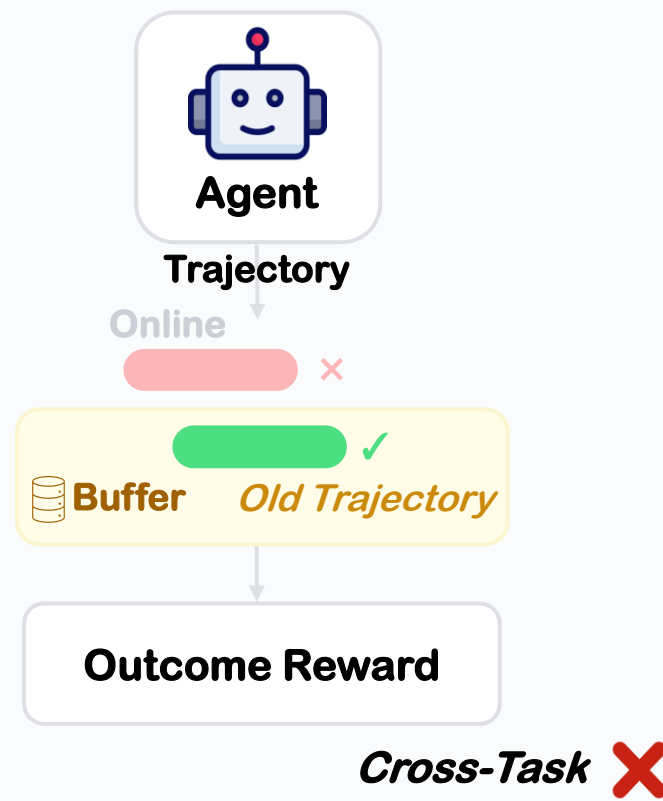 Agent
Trajectory
Online
Buffer
Old Trajectory
Outcome Reward
Cross-Task